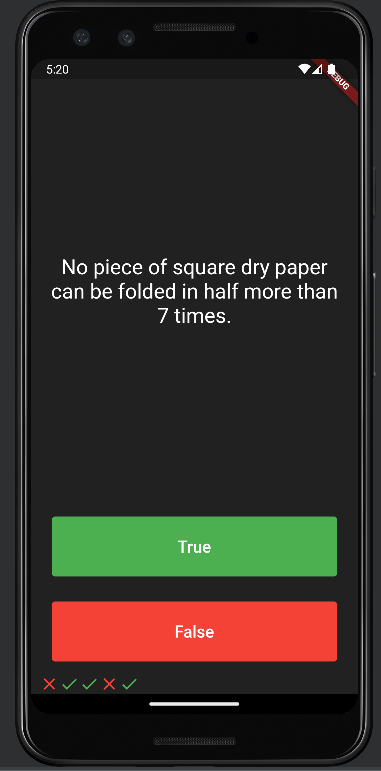 5:20
DEBUG
No piece of square dry paper
can be folded in half more than
7 times.
True
False